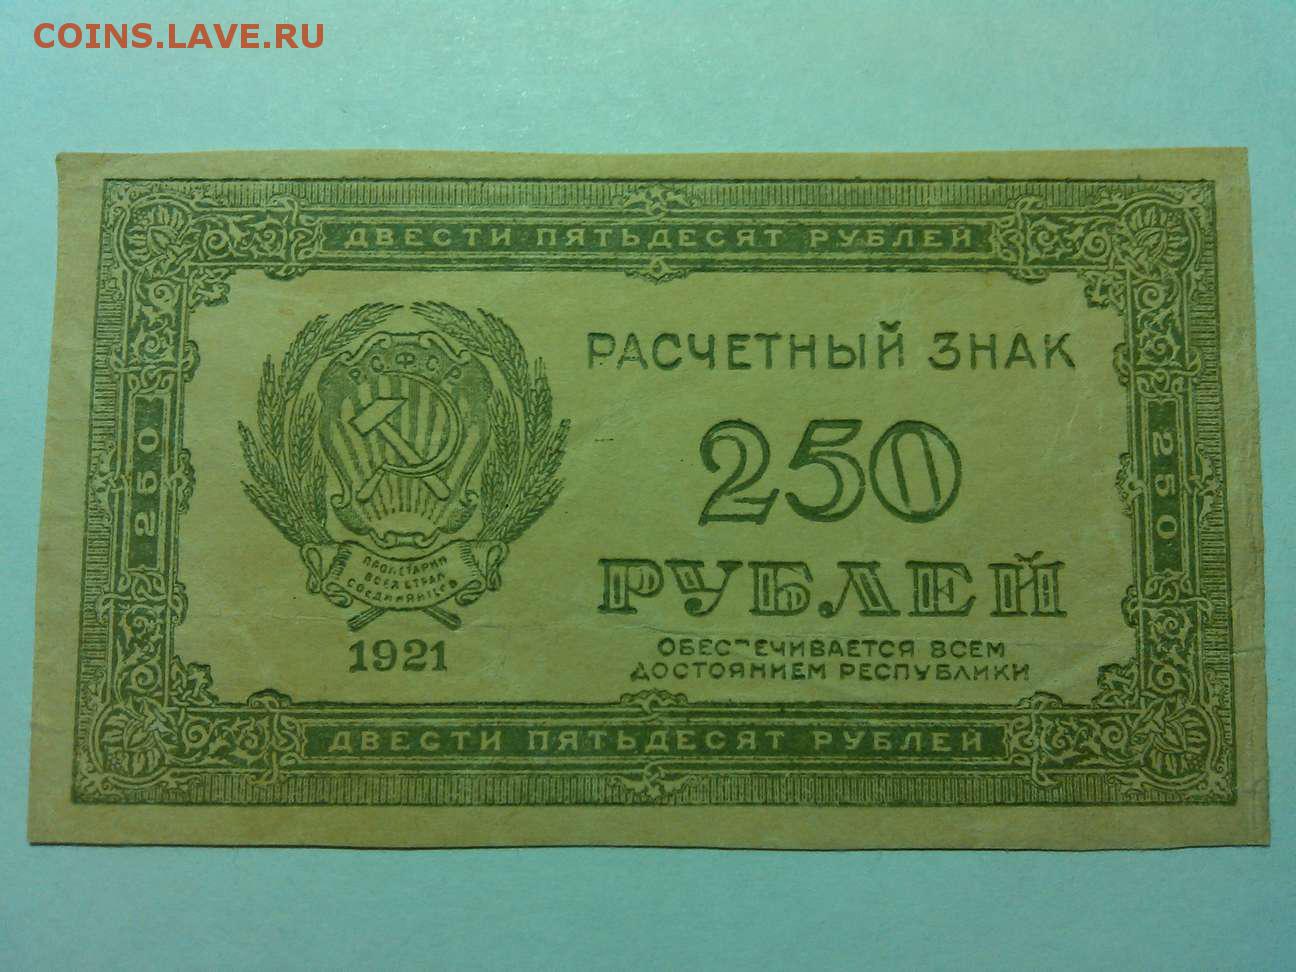 COINS.LAVE.RU
ДВЕСТИ ПЯТЬДЕСЯТ РУБЛЕЙ
РСФСР
РАСЧЕТНЫЙ ЗНАК
250
250
250
РУБЛЕЙ
ПРОЛЕТАРИИ
ВСЕХ СТРАН
СОЕДИНЯЙТЕСЬ
1921
ОБЕСПЕЧИВАЕТСЯ ВСЕМ
ДОСТОЯНИЕМ РЕСПУБЛИКИ
ДВЕСТИ ПЯТЬДЕСЯТ РУБЛЕЙ